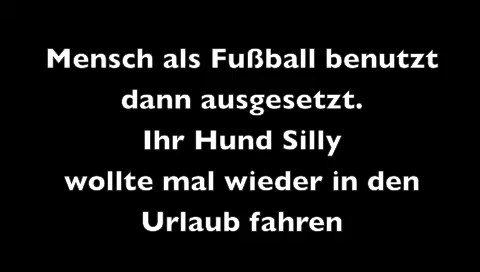 Mensch als Fußball benutzt
dann ausgesetzt.
Ihr Hund Silly
wollte mal wieder in den
Urlaub fahren